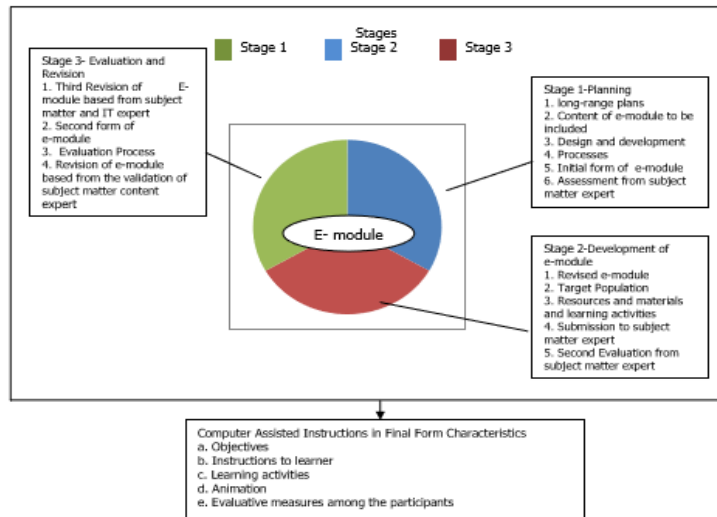 Stages
Stage 1
Stage 2
Stage 3
Stage 3- Evaluation and
Revision
1. Third Revision of E-
module based from subject
matter and IT expert
2. Second form of
e-module
3. Evaluation Process
4. Revision of e-module
based from the validation of
subject matter content
expert
Stage 1-Planning
1. long-range plans
2. Content of e-module to be
included
3. Design and development
4. Processes
5. Initial form of e-module
6. Assessment from subject
matter expert
E- module
Stage 2-Development of
e-module
1. Revised e-module
2. Target Population
3. Resources and materials
and learning activities
4. Submission to subject
matter expert
5. Second Evaluation from
subject matter expert
Computer Assisted Instructions in Final Form Characteristics
a. Objectives
b. Instructions to learner
c. Learning activities
d. Animation
e. Evaluative measures among the participants